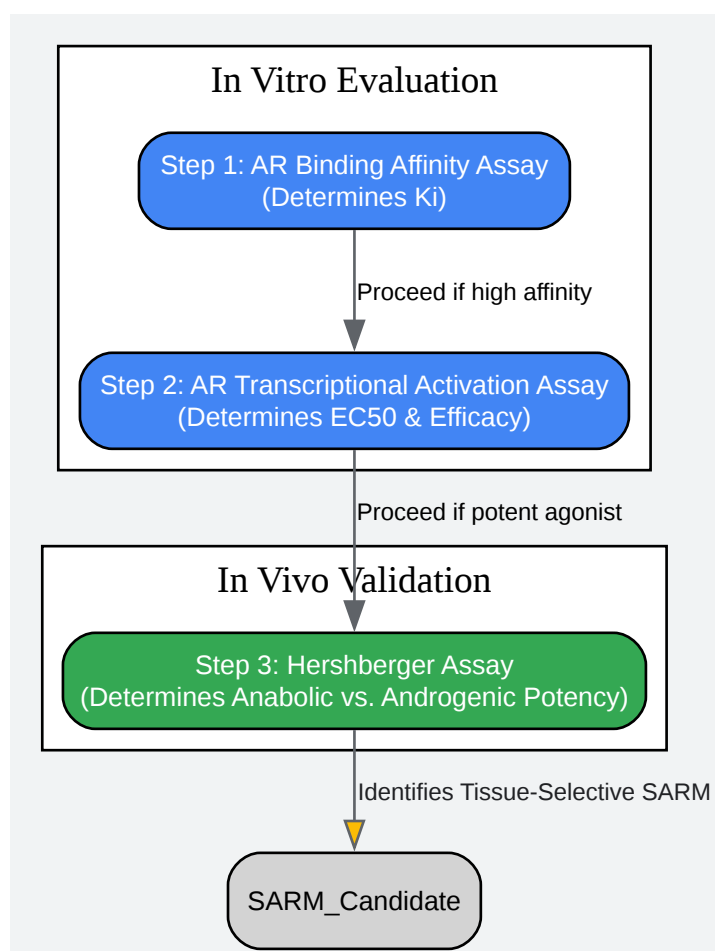 In Vitro Evaluation
Step 1: AR Binding Affinity Assay
(Determines Ki)
Proceed if high affinity
Step 2: AR Transcriptional Activation Assay
(Determines EC50 & Efficacy)
Proceed if potent agonist
In Vivo Validation
Step 3: Hershberger Assay
(Determines Anabolic vs. Androgenic Potency)
Identifies Tissue-Selective SARM
SARM_Candidate